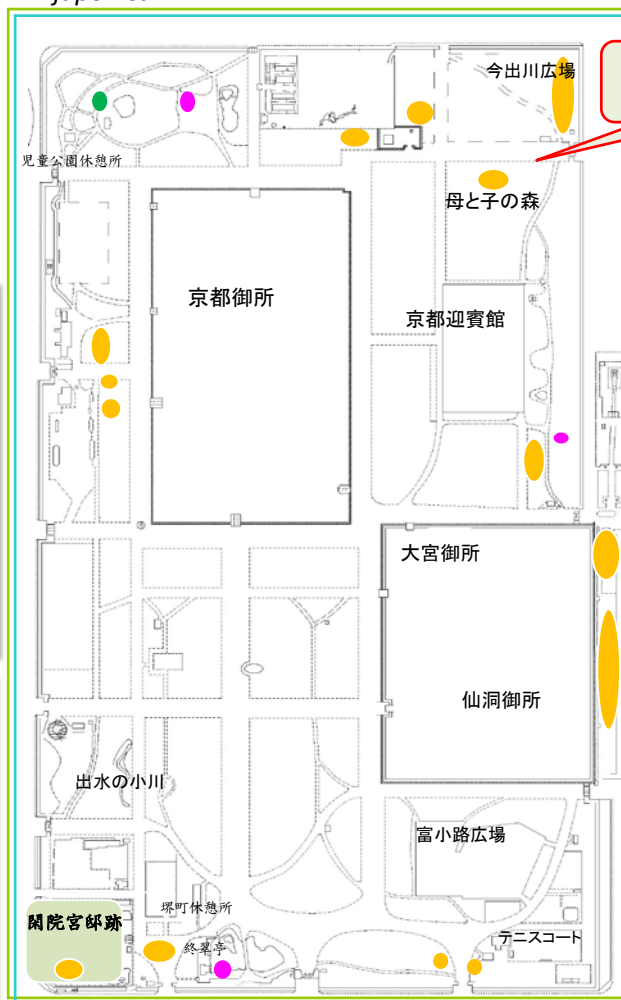 今出川広場
児童公園休憩所
母と子の森
京都御所
京都迎賓館
大宮御所
仙洞御所
出水の小川
富小路広場
堺町休憩所
閑院宮邸跡
終翠亭
テニスコート